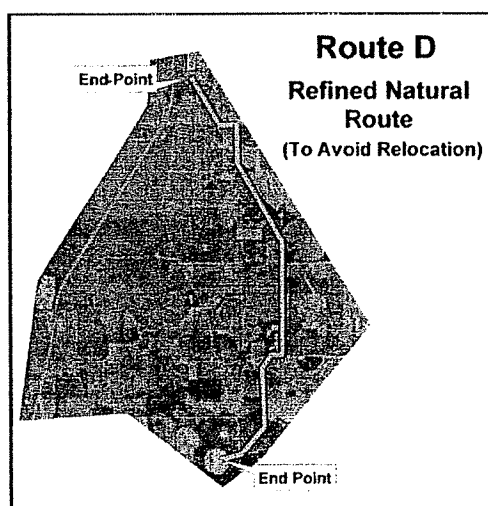 Route D
End-Point
Refined Natural
Route
(To Avoid Relocation)
End Point